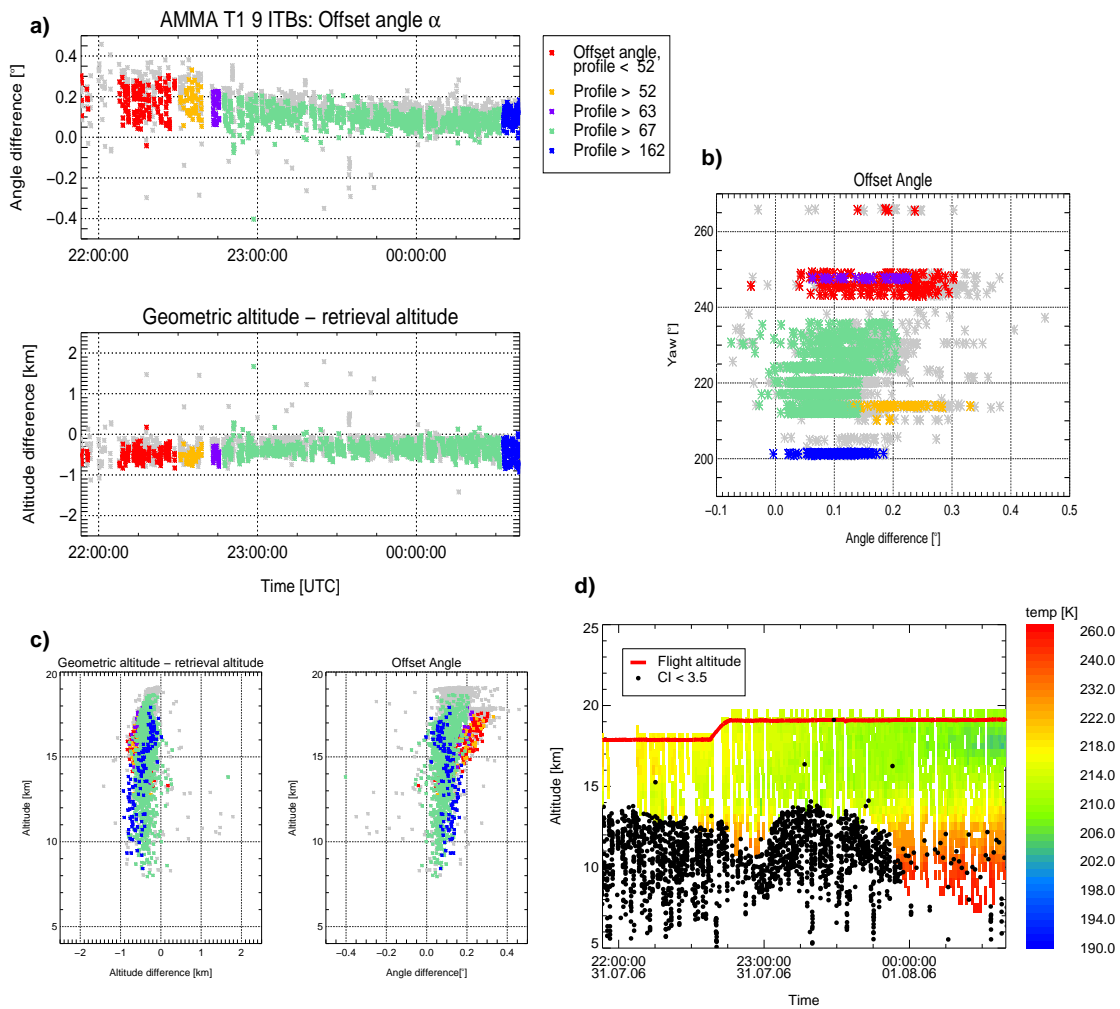 a)
AMMA T1 9 ITBs: Offset angle α
Angle difference [°]
0.4
0.2
0.0
−0.2
−0.4
22:00:00
23:00:00
00:00:00
Offset angle,
profile < 52
Profile > 52
Profile > 63
Profile > 67
Profile > 162
Geometric altitude − retrieval altitude
Altitude difference [km]
2
1
0
−1
−2
22:00:00
23:00:00
00:00:00
Time [UTC]
b)
Offset Angle
Yaw [°]
260
240
220
200
−0.1
0.0
0.1
0.2
0.3
0.4
0.5
Angle difference [°]
c)
Geometric altitude − retrieval altitude
Altitude [km]
20
15
10
5
−2
−1
0
1
2
Altitude difference [km]
Offset Angle
Altitude [km]
20
15
10
5
−0.4
−0.2
0.0
0.2
0.4
Angle difference[°]
d)
Flight altitude
CI < 3.5
Altitude [km]
25
20
15
10
5
22:00:00
31.07.06
23:00:00
31.07.06
00:00:00
01.08.06
Time
temp [K]
260.0
246.0
238.0
234.0
230.0
226.0
222.0
218.0
214.0
210.0
206.0
202.0
198.0
194.0
190.0